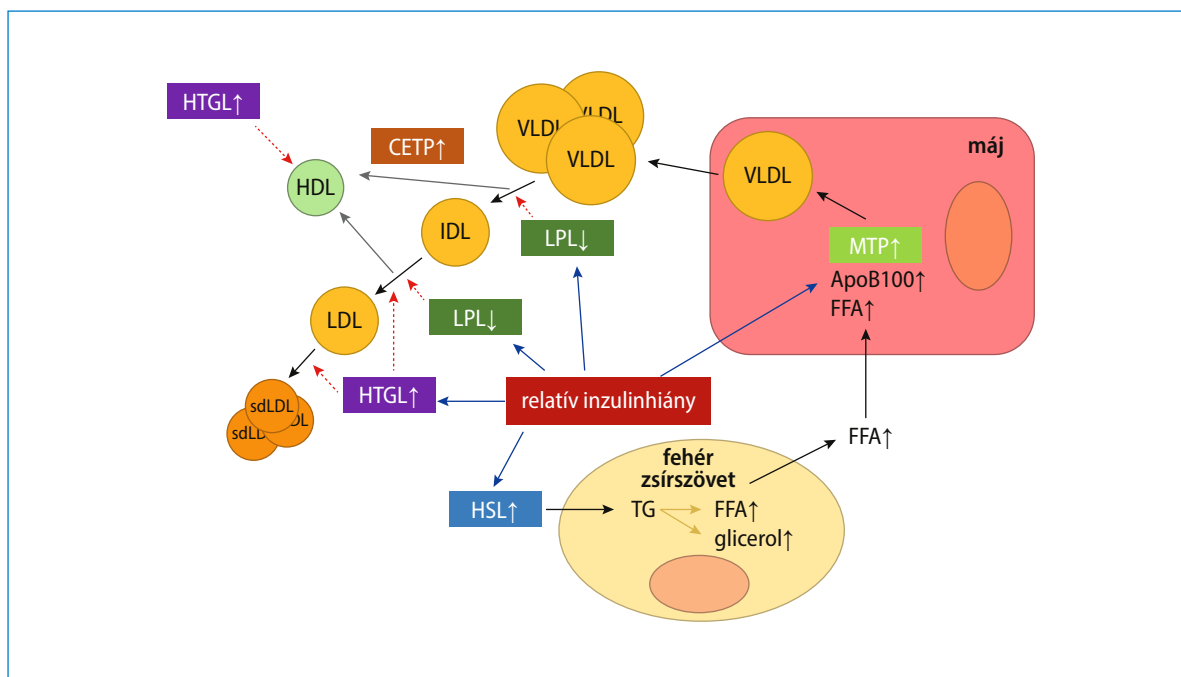 HTGL↑
CETP↑
VLDL
VLDL
VLDL
HDL
IDL
LPL↓
LDL
LPL↓
HTGL↑
sdLDL
sdLDL
sdLDL
relatív inzulinhiány
HSL↑
máj
VLDL
MTP↑
ApoB100↑
FFA↑
FFA↑
fehér
zsírszövet
TG
FFA↑
glicerol↑